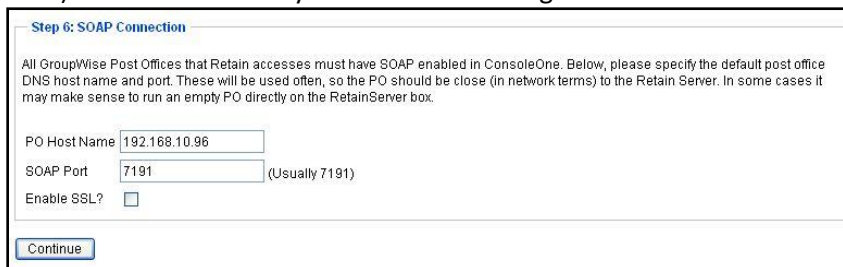 Step 6: SOAP Connection
All GroupWise Post Offices that Retain accesses must have SOAP enabled in ConsoleOne. Below, please specify the default post office
DNS host name and port. These will be used often, so the PO should be close (in network terms) to the Retain Server. In some cases it
may make sense to run an empty PO directly on the RetainServer box.
PO Host Name 192.168.10.96
SOAP Port 7191 (Usually 7191)
Enable SSL?
Continue